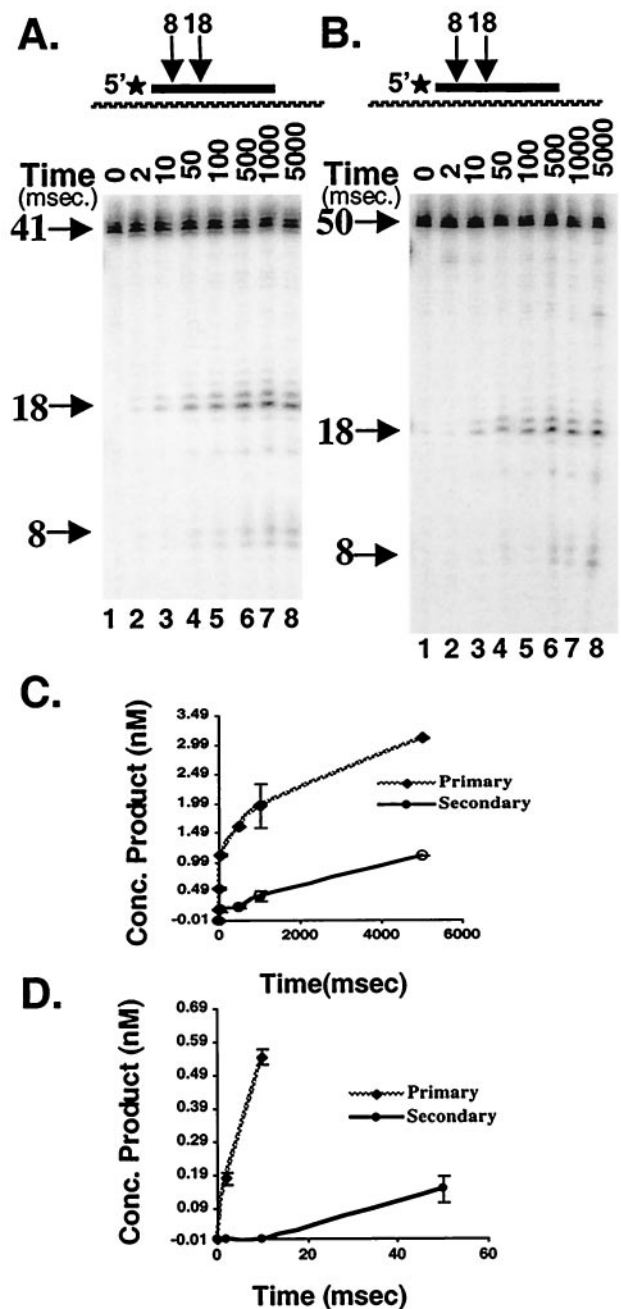 A.
8 18
5'★
Time
(msec.)
0 2 10 50 100 500 1000 5000
41
18
8
1 2 3 4 5 6 7 8
B.
8 18
5'★
Time
(msec.)
0 2 10 50 100 500 1000 5000
50
18
8
1 2 3 4 5 6 7 8
C.
Conc. Product (nM)
3.49
2.99
2.49
1.99
1.49
0.99
0.49
-0.01
0 2000 4000 6000
Time(msec)
Primary
Secondary
D.
Conc. Product (nM)
0.69
0.59
0.49
0.39
0.29
0.19
0.09
-0.01
0 20 40 60
Time (msec)
Primary
Secondary